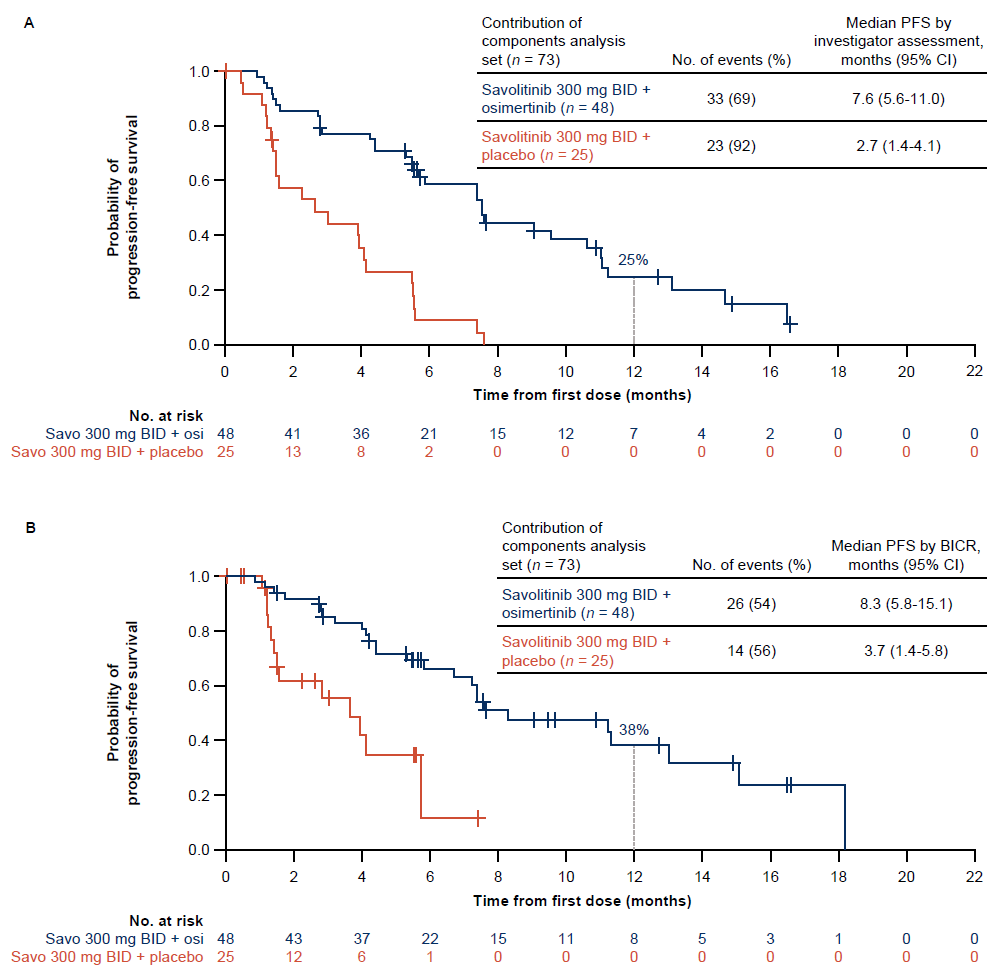 A
Contribution of
components analysis
set (n = 73)
No. of events (%)
Median PFS by
investigator assessment,
months (95% CI)
Savolitinib 300 mg BID +
osimertinib (n = 48)
33 (69)
7.6 (5.6-11.0)
Savolitinib 300 mg BID +
placebo (n = 25)
23 (92)
2.7 (1.4-4.1)
Probability of
progression-free survival
1.0
0.8
0.6
0.4
0.2
0.0
25%
0 2 4 6 8 10 12 14 16 18 20 22
Time from first dose (months)
No. at risk
Savo 300 mg BID + osi 48 41 36 21 15 12 7 4 2 0 0 0
Savo 300 mg BID + placebo 25 13 8 2 0 0 0 0 0 0 0 0
B
Contribution of
components analysis
set (n = 73)
No. of events (%)
Median PFS by BICR,
months (95% CI)
Savolitinib 300 mg BID +
osimertinib (n = 48)
26 (54)
8.3 (5.8-15.1)
Savolitinib 300 mg BID +
placebo (n = 25)
14 (56)
3.7 (1.4-5.8)
Probability of
progression-free survival
1.0
0.8
0.6
0.4
0.2
0.0
38%
0 2 4 6 8 10 12 14 16 18 20 22
Time from first dose (months)
No. at risk
Savo 300 mg BID + osi 48 43 37 22 15 11 8 5 3 1 0 0
Savo 300 mg BID + placebo 25 12 6 1 0 0 0 0 0 0 0 0